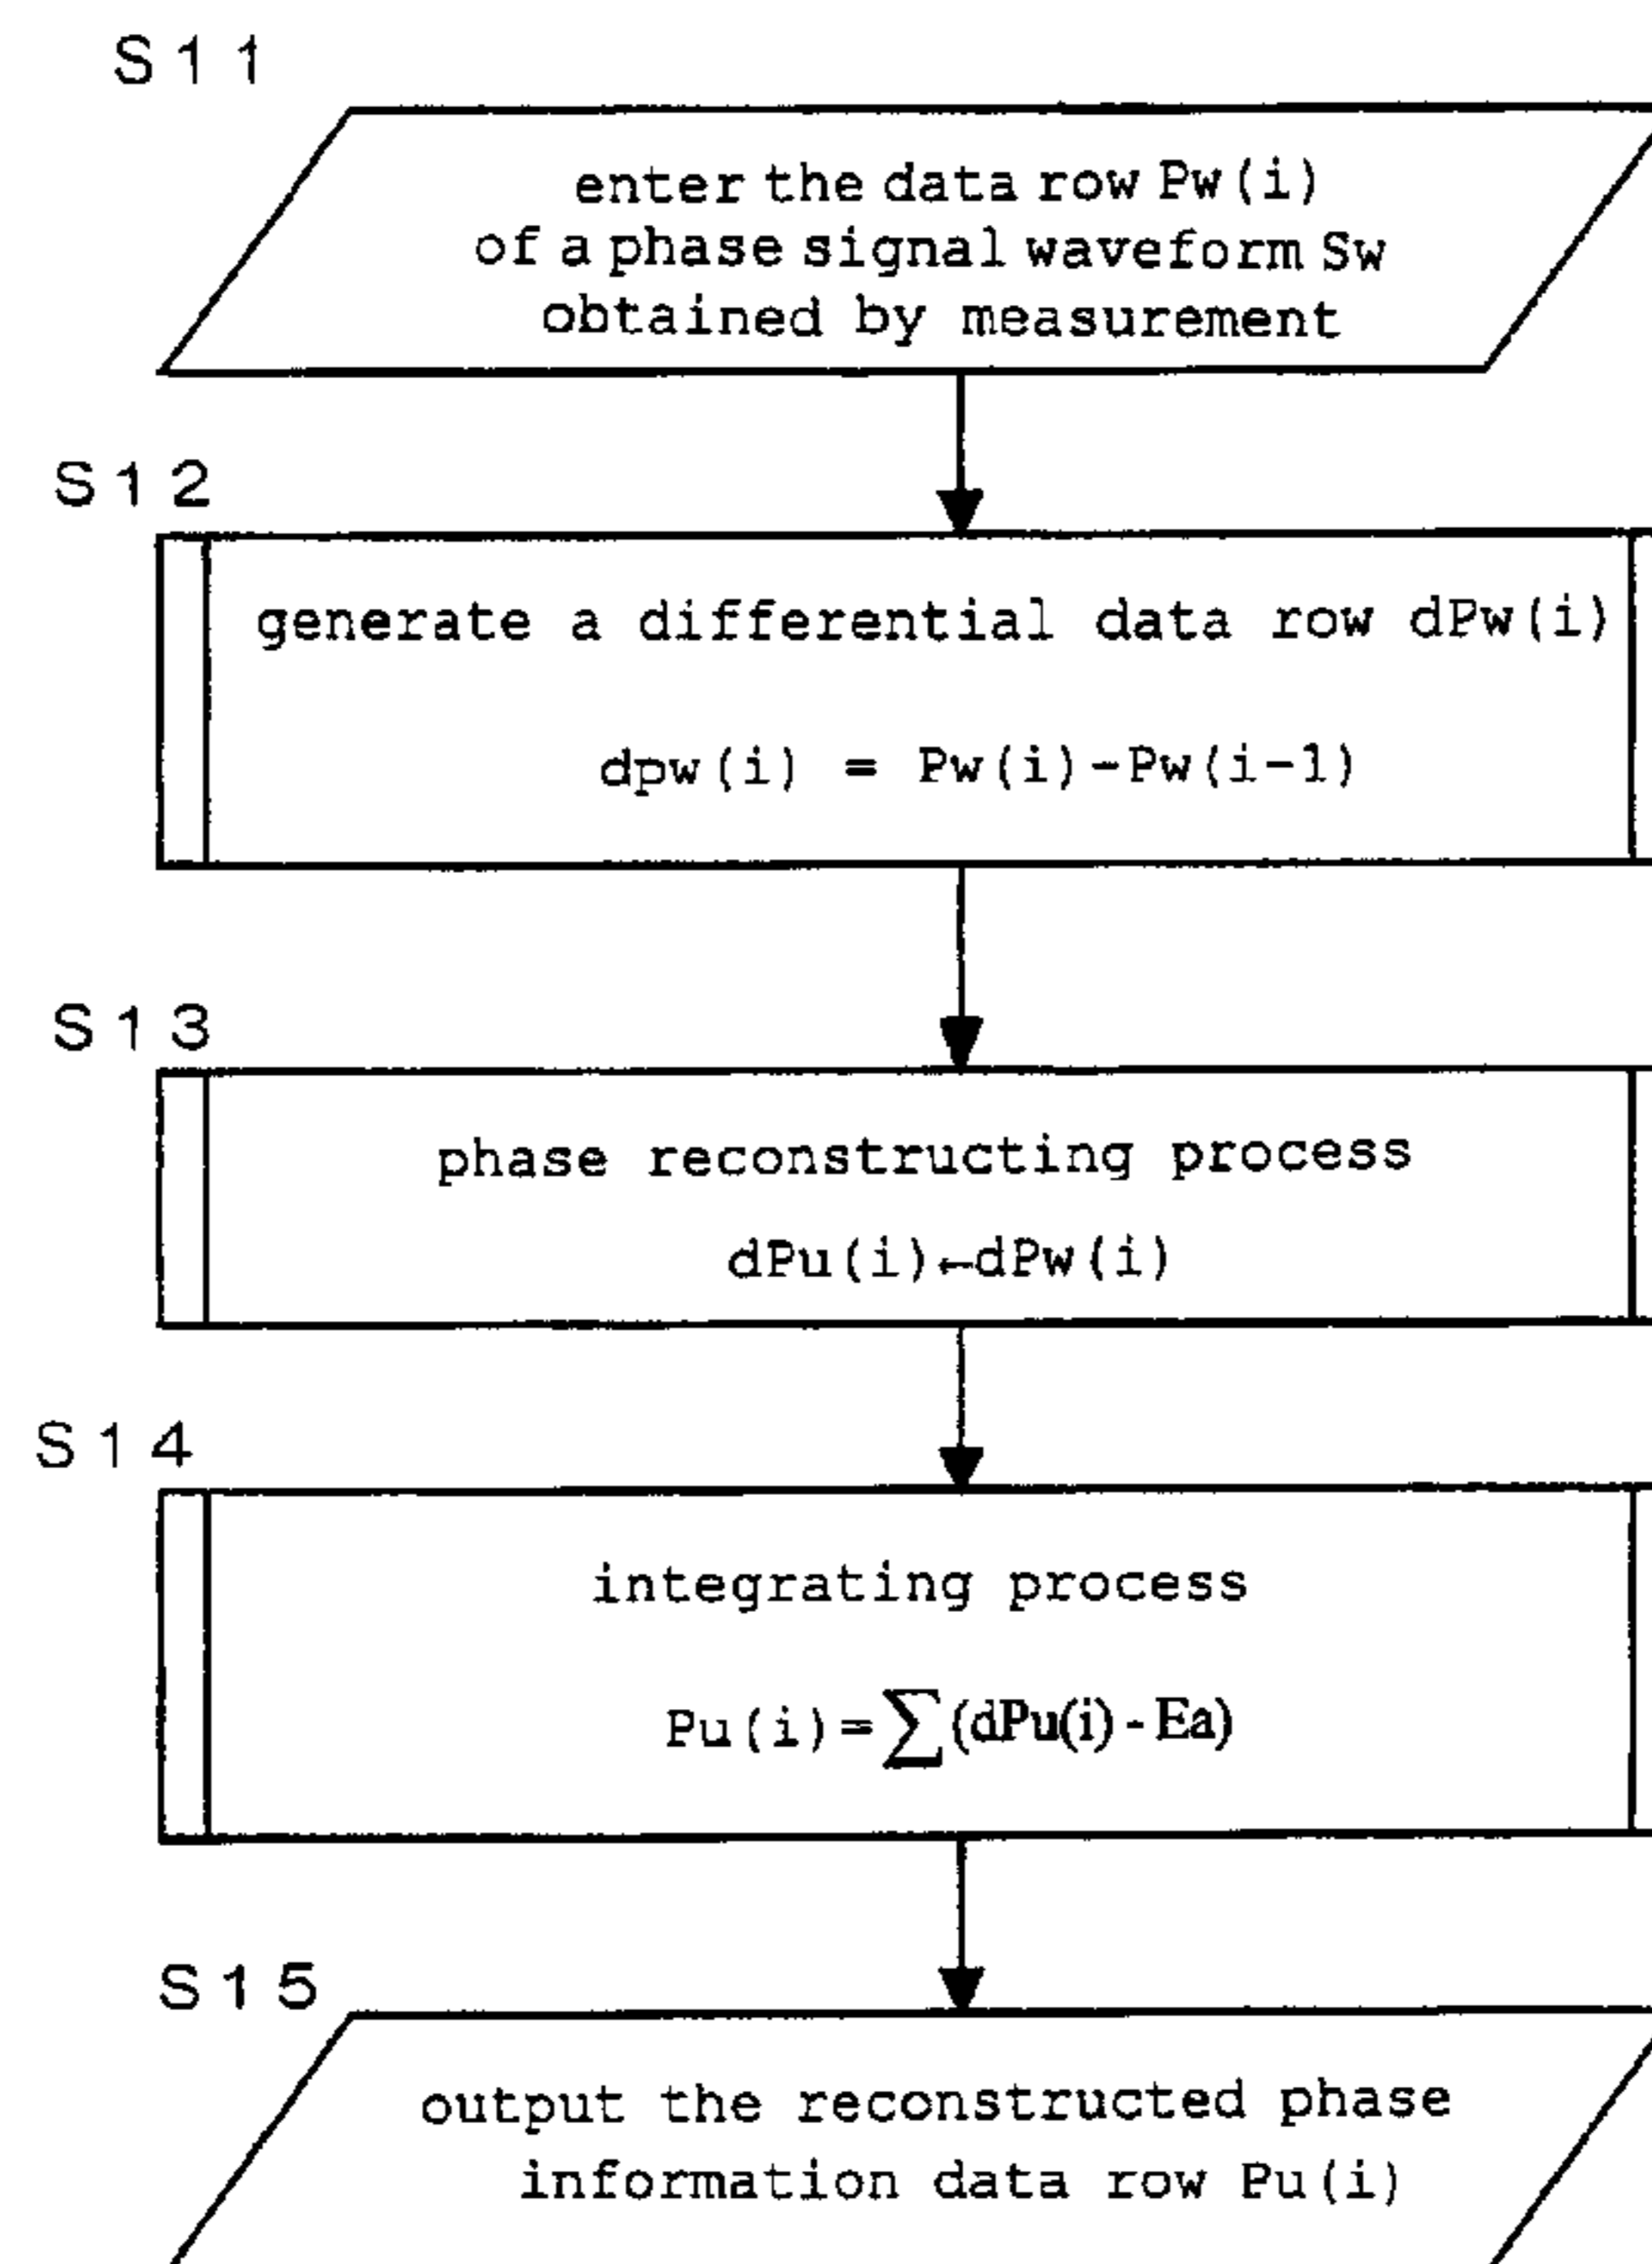 S11
enter the data row Pw(i)
of a phase signal waveform Sw
obtained by measurement
S12
generate a differential data row dPw(i)
dpw(i) = Pw(i)-Pw(i-1)
S13
phase reconstructing process
dPu(i)←dPw(i)
S14
integrating process
Pu(i)=∑(dPu(i)-Ea)
S15
output the reconstructed phase
information data row Pu(i)